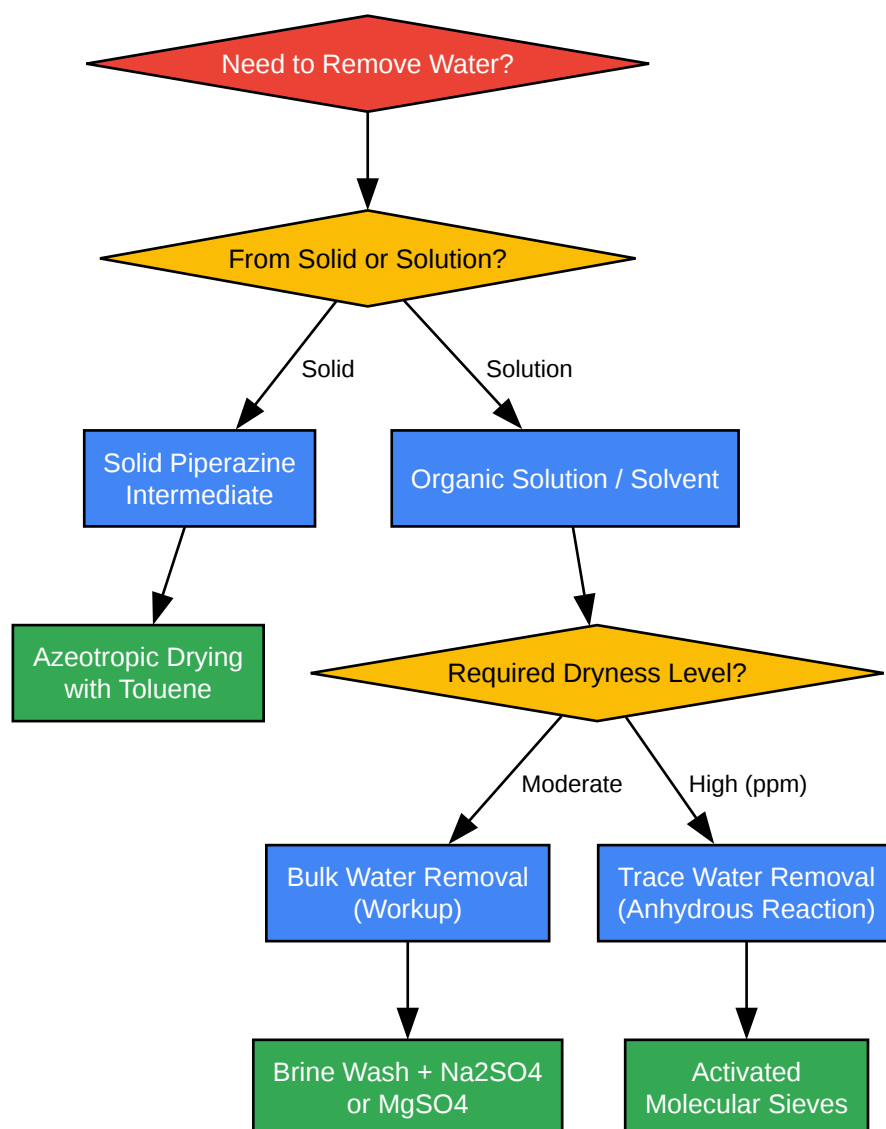 Need to Remove Water?
From Solid or Solution?
Solid
Solution
Solid Piperazine
Intermediate
Organic Solution / Solvent
Azeotropic Drying
with Toluene
Required Dryness Level?
Moderate
High (ppm)
Bulk Water Removal
(Workup)
Trace Water Removal
(Anhydrous Reaction)
Brine Wash + Na2SO4
or MgSO4
Activated
Molecular Sieves